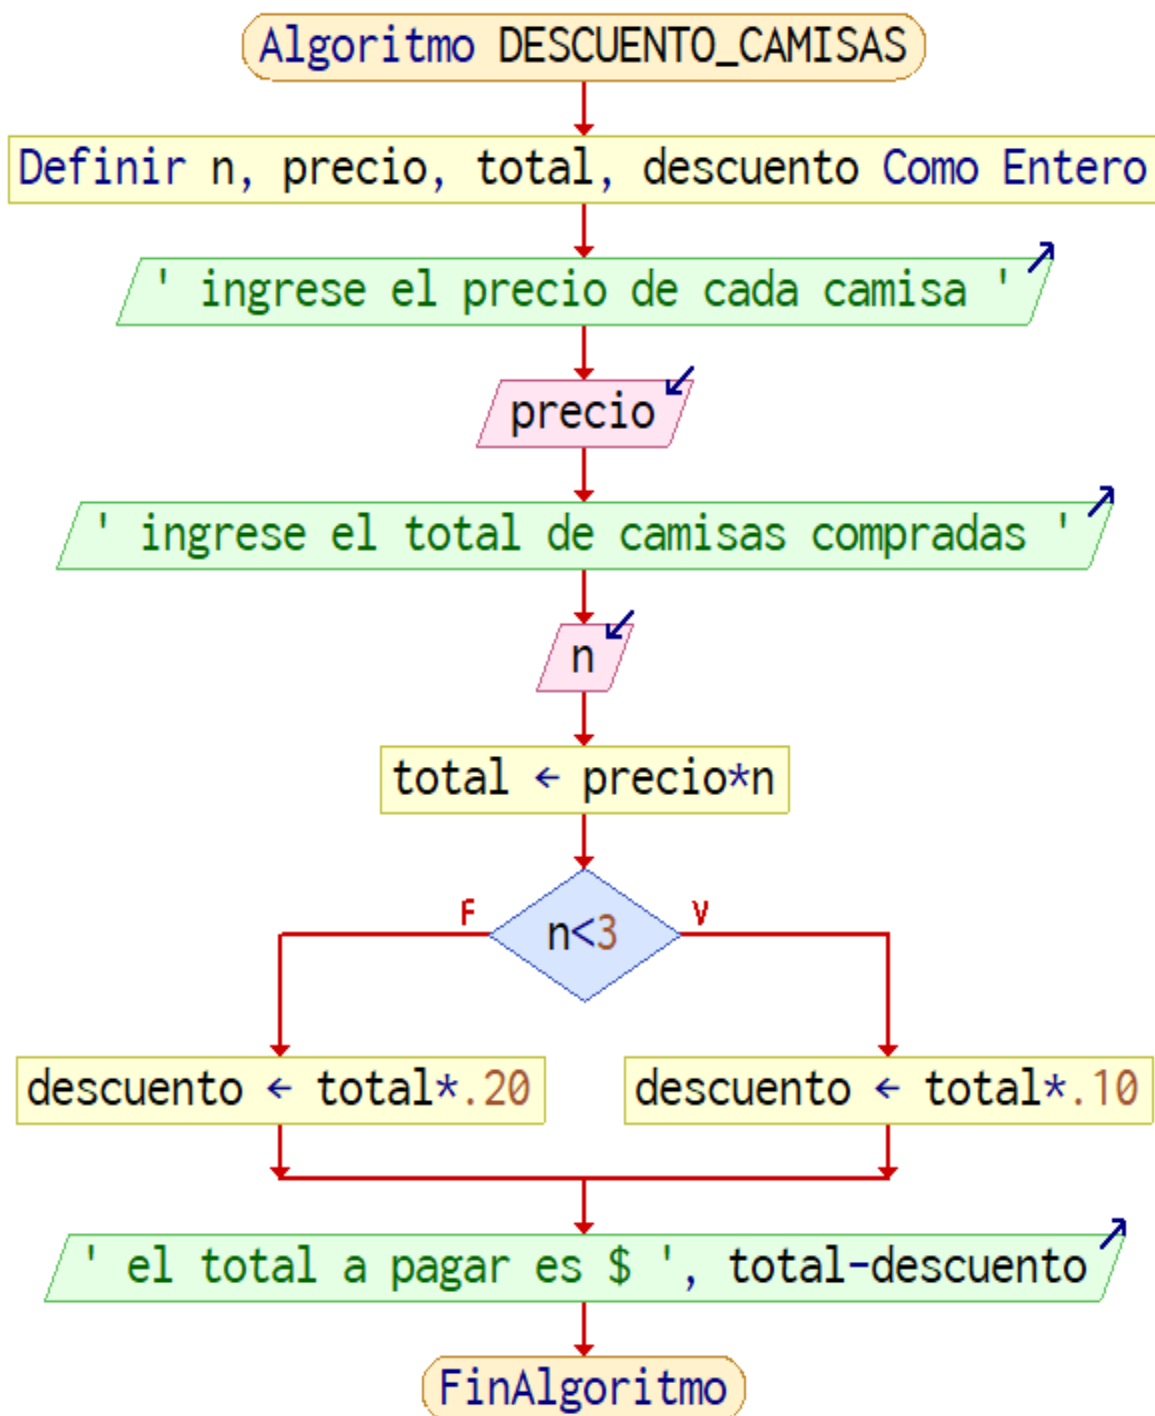 Algoritmo DESCUENTO_CAMISAS
Definir n, precio, total, descuento Como Entero
' ingrese el precio de cada camisa '
precio
' ingrese el total de camisas compradas '
n
total ← precio*n
F
n<3
V
descuento ← total*.20
descuento ← total*.10
' el total a pagar es $ ', total-descuento
FinAlgoritmo